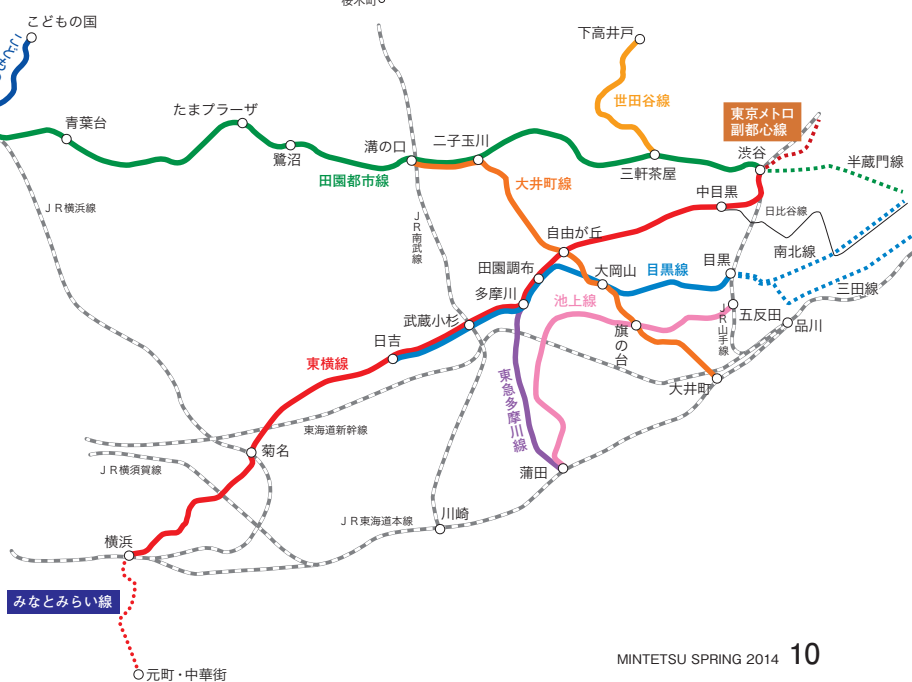 桜木町
こどもの国
こどもの
下高井戸
世田谷線
東京メトロ
副都心線
渋谷
半蔵門線
青葉台
たまプラーザ
鷺沼
田園都市線
溝の口
二子玉川
大井町線
三軒茶屋
中目黒
日比谷線
南北線
三田線
JR横浜線
JR南武線
自由が丘
田園調布
大岡山
目黒線
目黒
多摩川
池上線
五反田
JR山手線
品川
武蔵小杉
日吉
旗の台
大井町
東横線
東急多摩川線
東海道新幹線
菊名
JR横須賀線
蒲田
JR東海道本線
川崎
横浜
みなとみらい線
元町・中華街
MINTETSU SPRING 2014 10